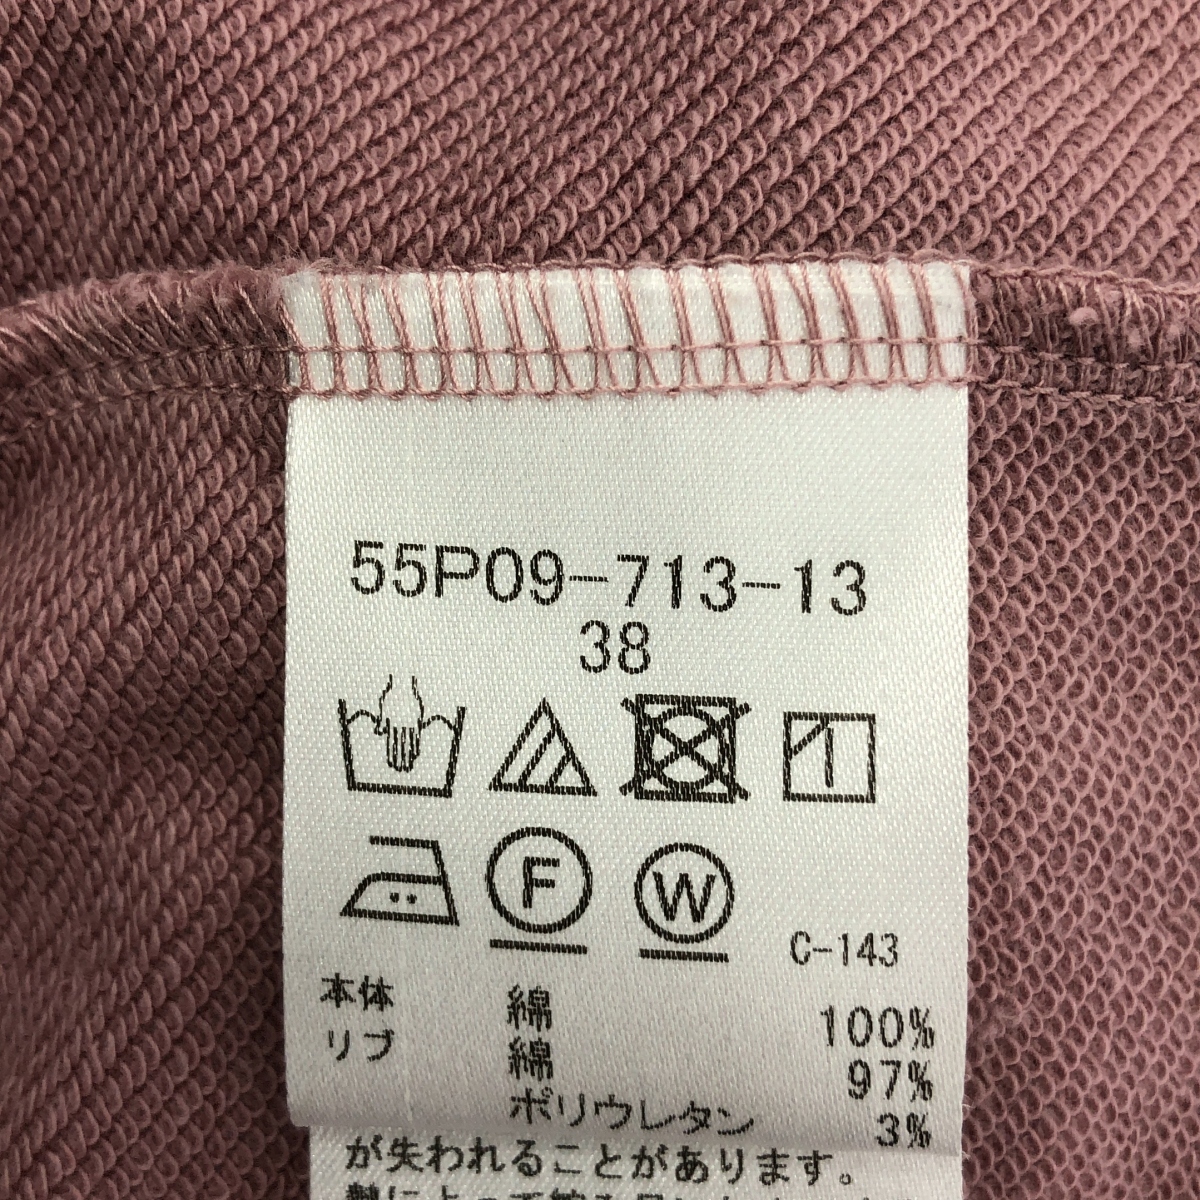 55P09-713-13
38
F W
C-143
本体 綿 100%
リブ 綿 97%
ポリウレタン 3%
が失われることがあります。